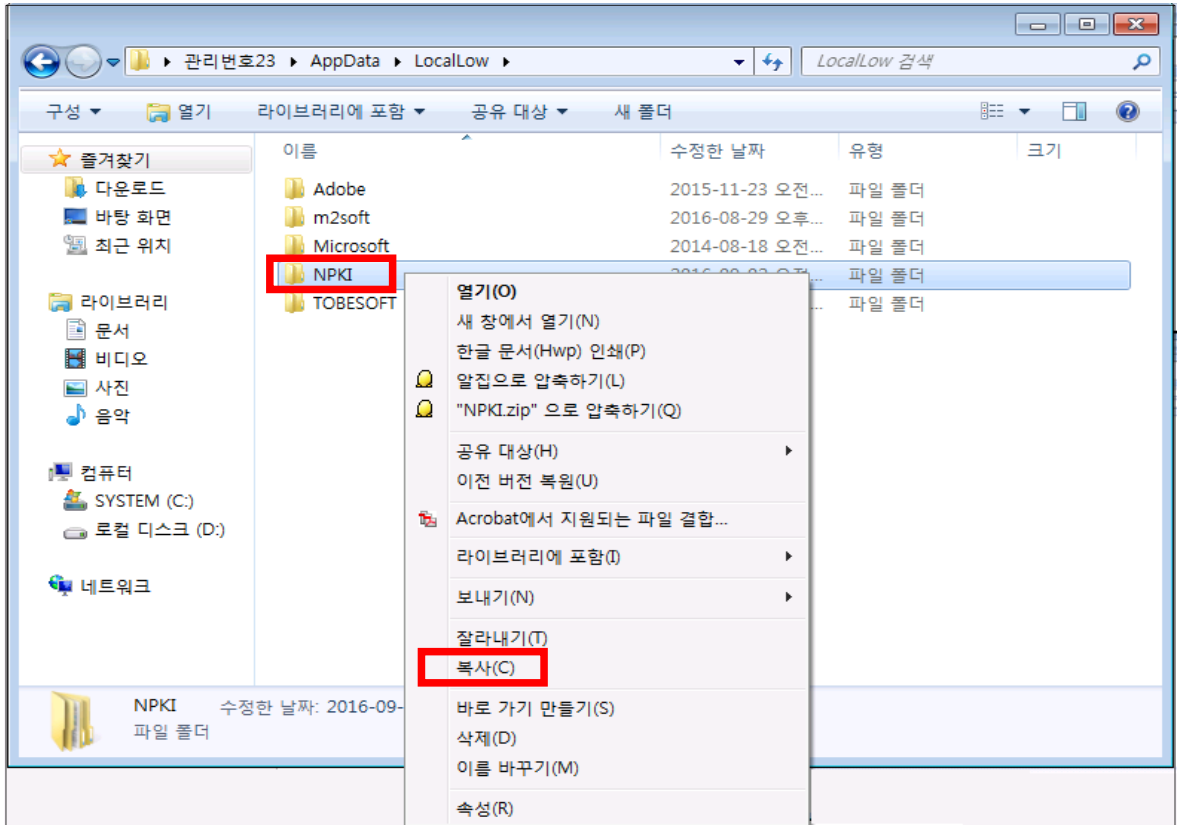 관리번호23 ▶ AppData ▶ LocalLow ▶
LocalLow 검색
구성 ▼ 열기 라이브러리에 포함 ▼ 공유 대상 ▼ 새 폴더
이름 수정한 날짜 유형 크기
즐겨찾기
다운로드
바탕 화면
최근 위치
라이브러리
문서
비디오
사진
음악
컴퓨터
SYSTEM (C:)
로컬 디스크 (D:)
네트워크
Adobe 2015-11-23 오전... 파일 폴더
m2soft 2016-08-29 오후... 파일 폴더
Microsoft 2014-08-18 오전... 파일 폴더
NPKI 파일 폴더
TOBESOFT ... 파일 폴더
열기(O)
새 창에서 열기(N)
한글 문서(Hwp) 인쇄(P)
알집으로 압축하기(L)
"NPKI.zip" 으로 압축하기(Q)
공유 대상(H)
이전 버전 복원(U)
Acrobat에서 지원되는 파일 결합...
라이브러리에 포함(I)
보내기(N)
잘라내기(T)
복사(C)
바로 가기 만들기(S)
삭제(D)
이름 바꾸기(M)
속성(R)
NPKI 수정한 날짜: 2016-09-
파일 폴더